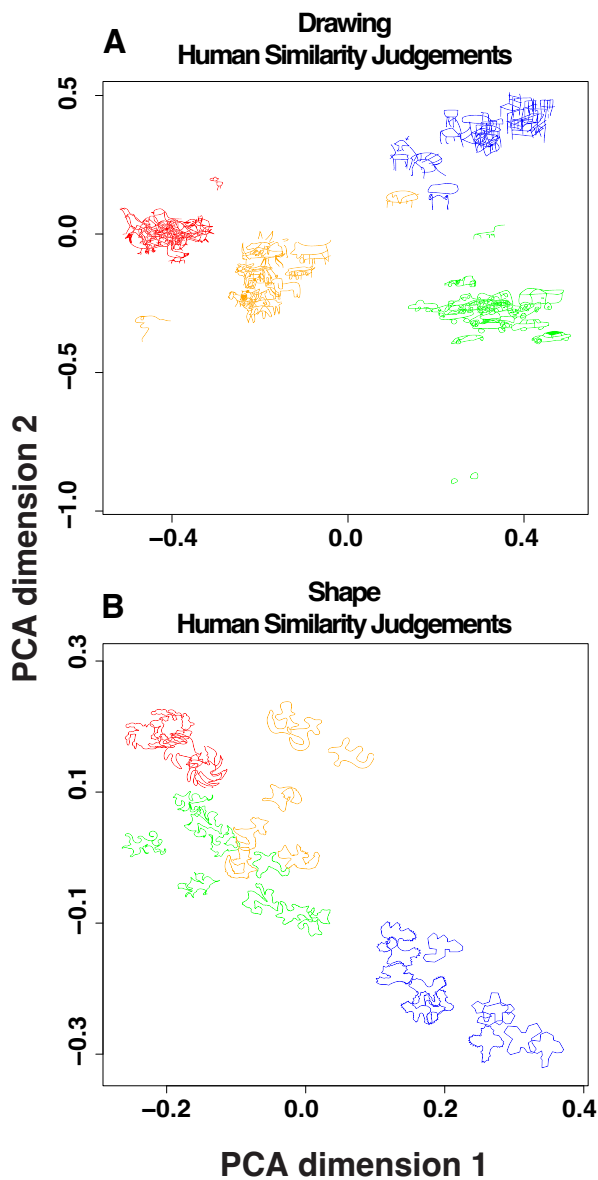 A
Drawing
Human Similarity Judgements
0.5
0.0
−0.5
−1.0
−0.4
0.0
0.4
PCA dimension 2
B
Shape
Human Similarity Judgements
0.3
0.1
−0.1
−0.3
−0.2
0.0
0.2
0.4
PCA dimension 1